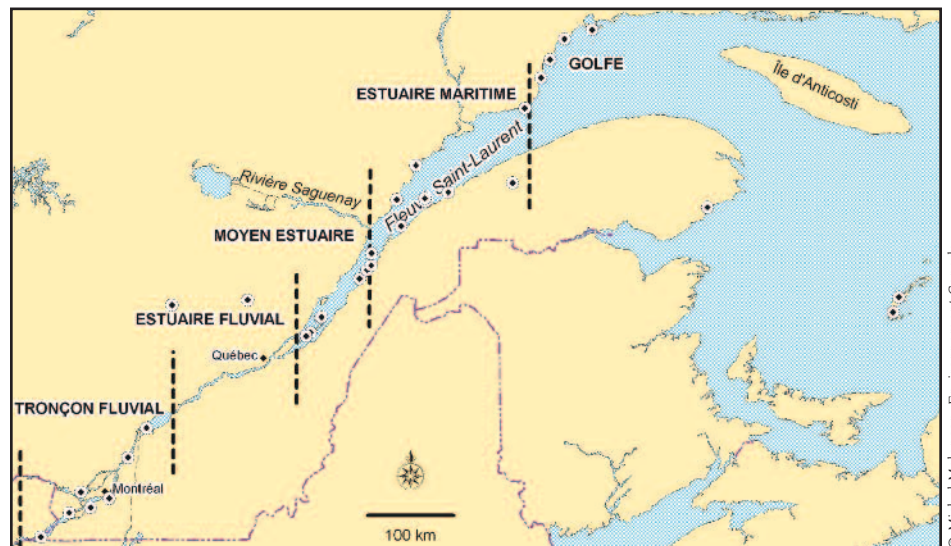 GOLFE
Île d'Anticosti
ESTUAIRE MARITIME
Fleuve Saint-Laurent
Rivière Saguenay
MOYEN ESTUAIRE
ESTUAIRE FLUVIAL
Québec
TRONÇON FLUVIAL
Montréal
100 km